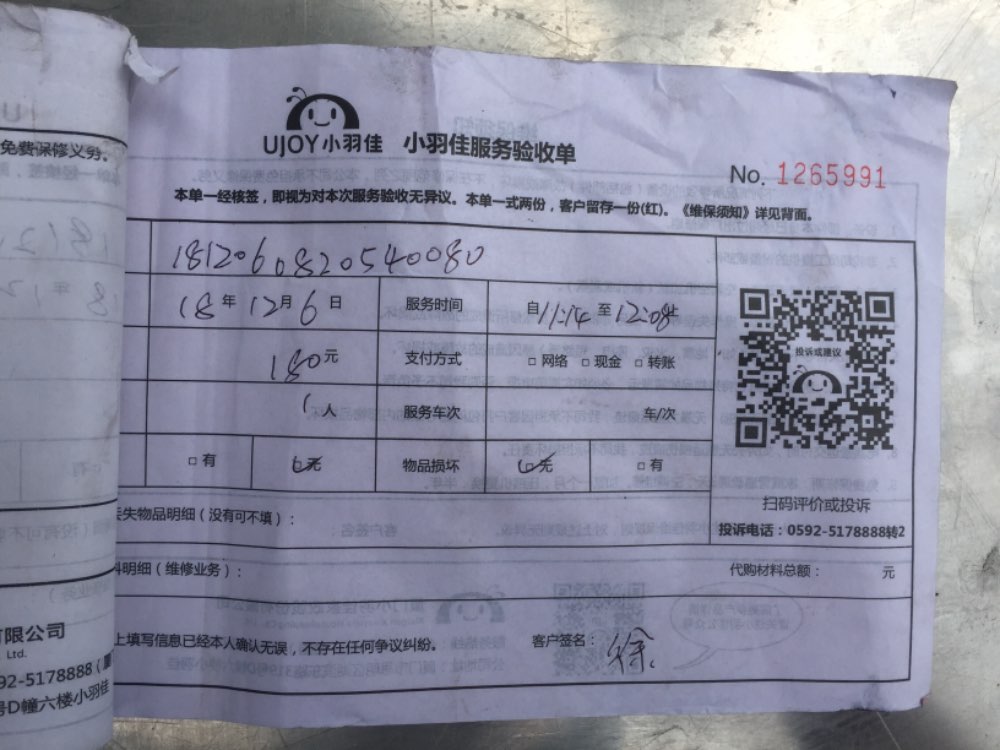 UJOY小羽佳 小羽佳服务验收单
No. 1265991
本单一经核签，即视为对本次服务验收无异议。本单一式两份，客户留存一份(红)。《维保须知》详见背面。
181206082054080
18年12月6日 服务时间 自11:14至12:08止
180元 支付方式 □网络 □现金 □转账
1人 服务车次 车/次
□有 无 物品损坏 无 □有
投诉或建议
扫码评价或投诉
投诉电话：0592-5178888转2
失物品明细（没有可不填）：
明细（维修业务）： 代购材料总额： 元
上填写信息已经本人确认无误，不存在任何争议纠纷。 客户签名： 徐
免费保修义务。
有限公司
Ltd.
92-5178888
号D幢六楼小羽佳